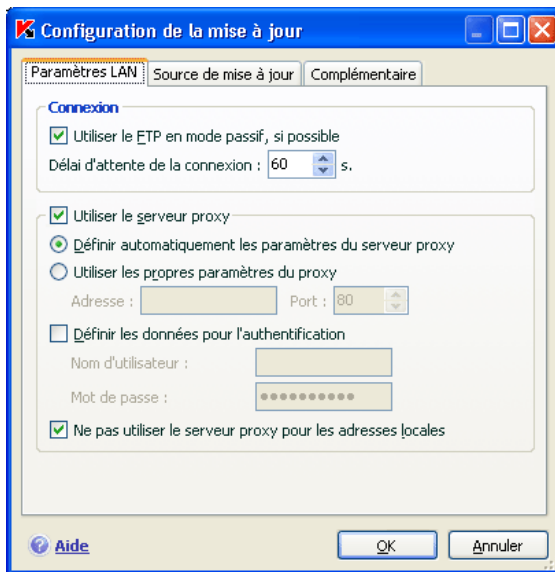 Configuration de la mise à jour
Paramètres LAN Source de mise à jour Complémentaire
Connexion
Utiliser le FTP en mode passif, si possible
Délai d'attente de la connexion : 60 s.
Utiliser le serveur proxy
Définir automatiquement les paramètres du serveur proxy
Utiliser les propres paramètres du proxy
Adresse : Port : 80
Définir les données pour l'authentification
Nom d'utilisateur :
Mot de passe : ••••••••••
Ne pas utiliser le serveur proxy pour les adresses locales
Aide OK Annuler